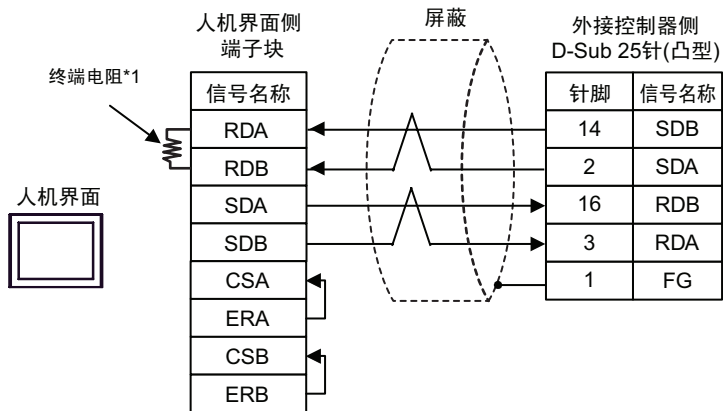 人机界面侧
端子块
屏蔽
外接控制器侧
D-Sub 25针(凸型)
终端电阻*1
信号名称
针脚 信号名称
RDA 14 SDB
RDB 2 SDA
人机界面
SDA 16 RDB
SDB 3 RDA
CSA 1 FG
ERA
CSB
ERB